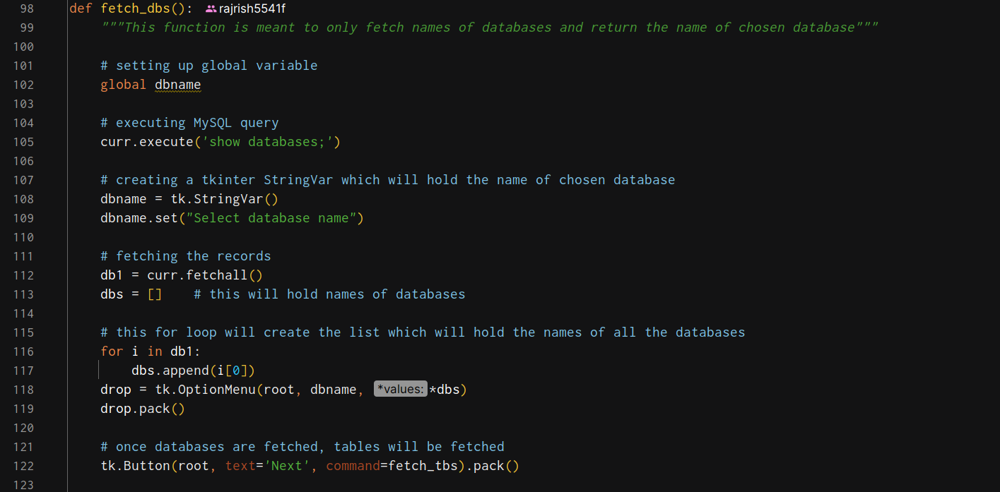 98 def fetch_dbs(): rajrish5541f
99 """This function is meant to only fetch names of databases and return the name of chosen database"""
100
101 # setting up global variable
102 global dbname
103
104 # executing MySQL query
105 curr.execute('show databases;')
106
107 # creating a tkinter StringVar which will hold the name of chosen database
108 dbname = tk.StringVar()
109 dbname.set("Select database name")
110
111 # fetching the records
112 db1 = curr.fetchall()
113 dbs = [] # this will hold names of databases
114
115 # this for loop will create the list which will hold the names of all the databases
116 for i in db1:
117 dbs.append(i[0])
118 drop = tk.OptionMenu(root, dbname, *values: *dbs)
119 drop.pack()
120
121 # once databases are fetched, tables will be fetched
122 tk.Button(root, text='Next', command=fetch_tbs).pack()
123